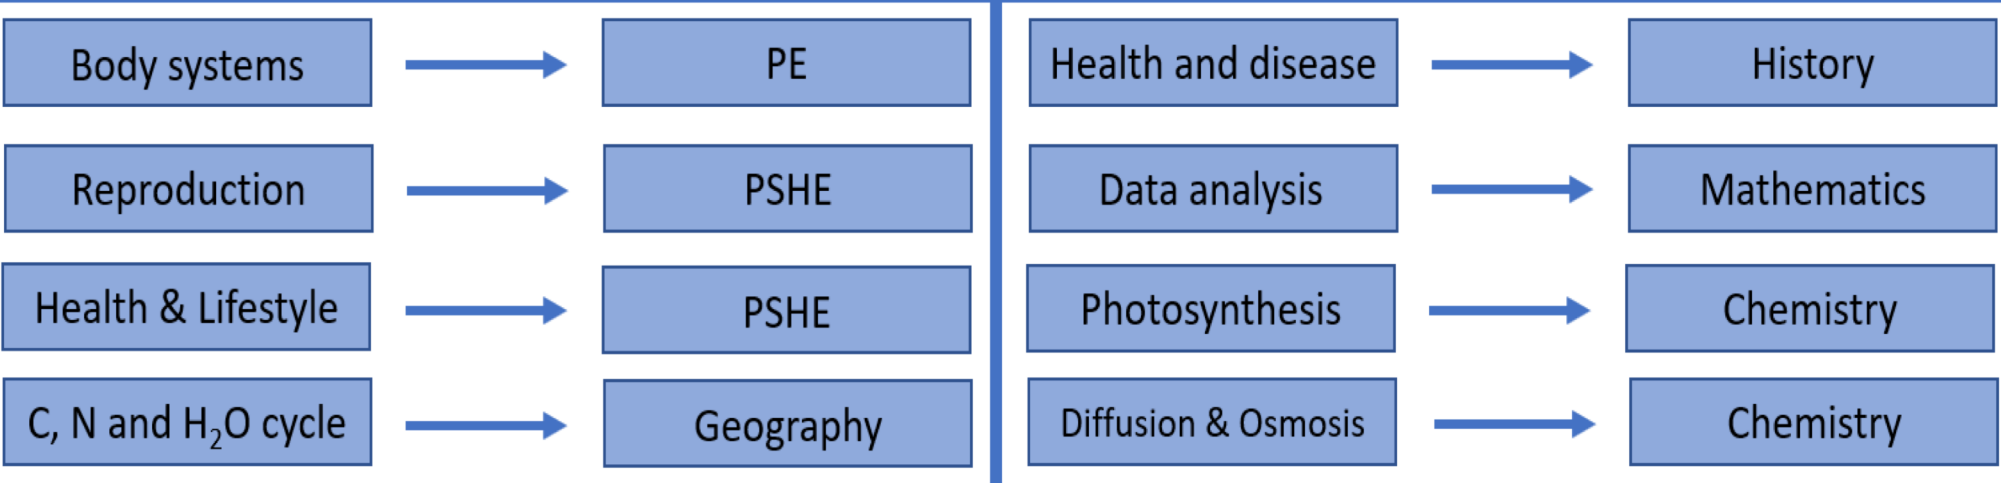 Body systems
PE
Reproduction
PSHE
Health & Lifestyle
PSHE
C, N and H₂O cycle
Geography
Health and disease
History
Data analysis
Mathematics
Photosynthesis
Chemistry
Diffusion & Osmosis
Chemistry